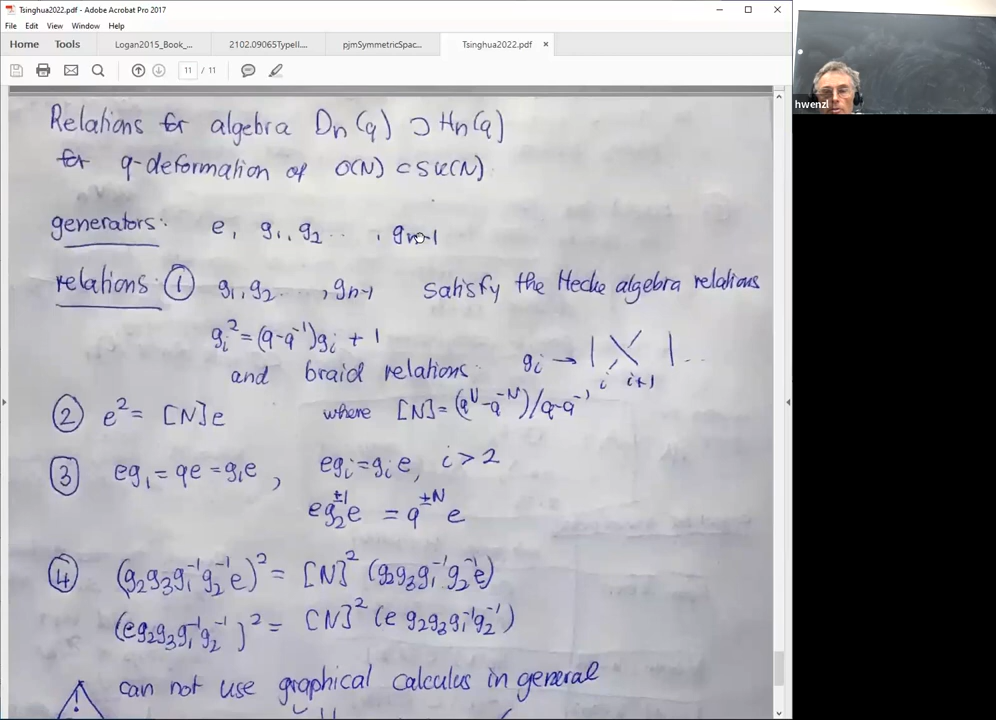 Tsinghua2022.pdf - Adobe Acrobat Pro 2017
File Edit View Window Help
Home Tools Logan2015_Book_... 2102.09065TypeII.... pjmSymmetricSpac... Tsinghua2022.pdf ×
11 / 11
hwenzl
Relations for algebra Dn(q) ⊃ Hn(q)
for q-deformation of O(N) ⊂ SU(N)
generators: e, g₁, g₂ ... , gn-1
relations: ① g₁, g₂ ... , gn-1 satisfy the Hecke algebra relations
gᵢ² = (q-q⁻¹)gᵢ + 1
and braid relations. gᵢ → | X | ...
i i+1
② e² = [N]e where [N] = (q^N - q^-N)/q-q⁻¹
③ eg₁ = qe = g₁e , egᵢ = gᵢe, i > 2
eg₂^±1 e = q^±N e
④ (g₂g₃g₁⁻¹g₂⁻¹e)² = [N]² (g₂g₃g₁⁻¹g₂⁻¹e)
(eg₂g₃g₁⁻¹g₂⁻¹)² = [N]² (e g₂g₃g₁⁻¹g₂⁻¹)
! can not use graphical calculus in general